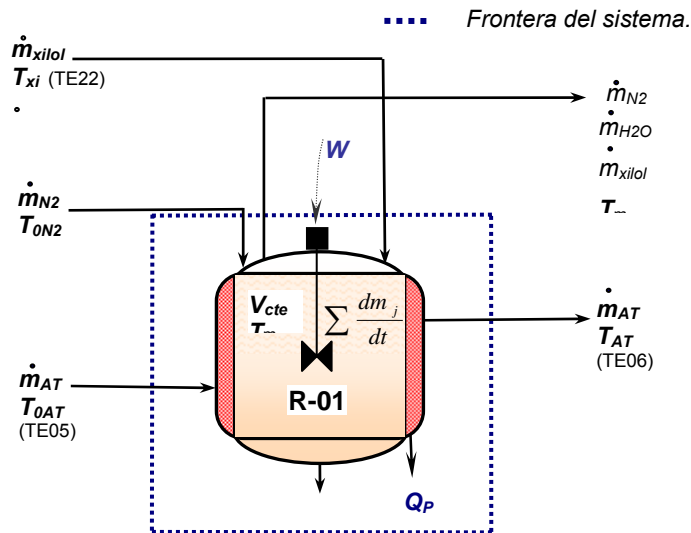 Frontera del sistema.
ṁxilol
Txi (TE22)
ṁN2
ṁH2O
ṁxilol
W
ṁN2
T0N2
Vcte
∑ dm j / dt
ṁAT
TAT
(TE06)
R-01
ṁAT
T0AT
(TE05)
QP